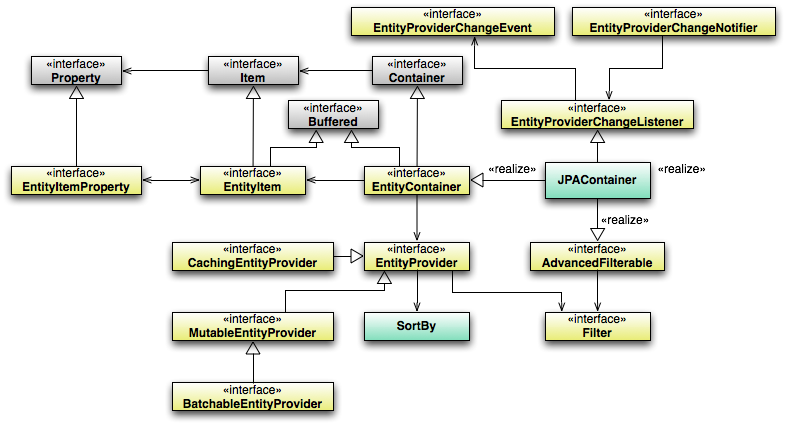 «interface»
EntityProviderChangeEvent
«interface»
EntityProviderChangeNotifier
«interface»
Property
«interface»
Item
«interface»
Container
«interface»
Buffered
«interface»
EntityProviderChangeListener
«interface»
EntityItemProperty
«interface»
EntityItem
«interface»
EntityContainer
«realize»
JPAContainer
«realize»
«realize»
«interface»
CachingEntityProvider
«interface»
EntityProvider
«interface»
AdvancedFilterable
«interface»
MutableEntityProvider
SortBy
«interface»
Filter
«interface»
BatchableEntityProvider